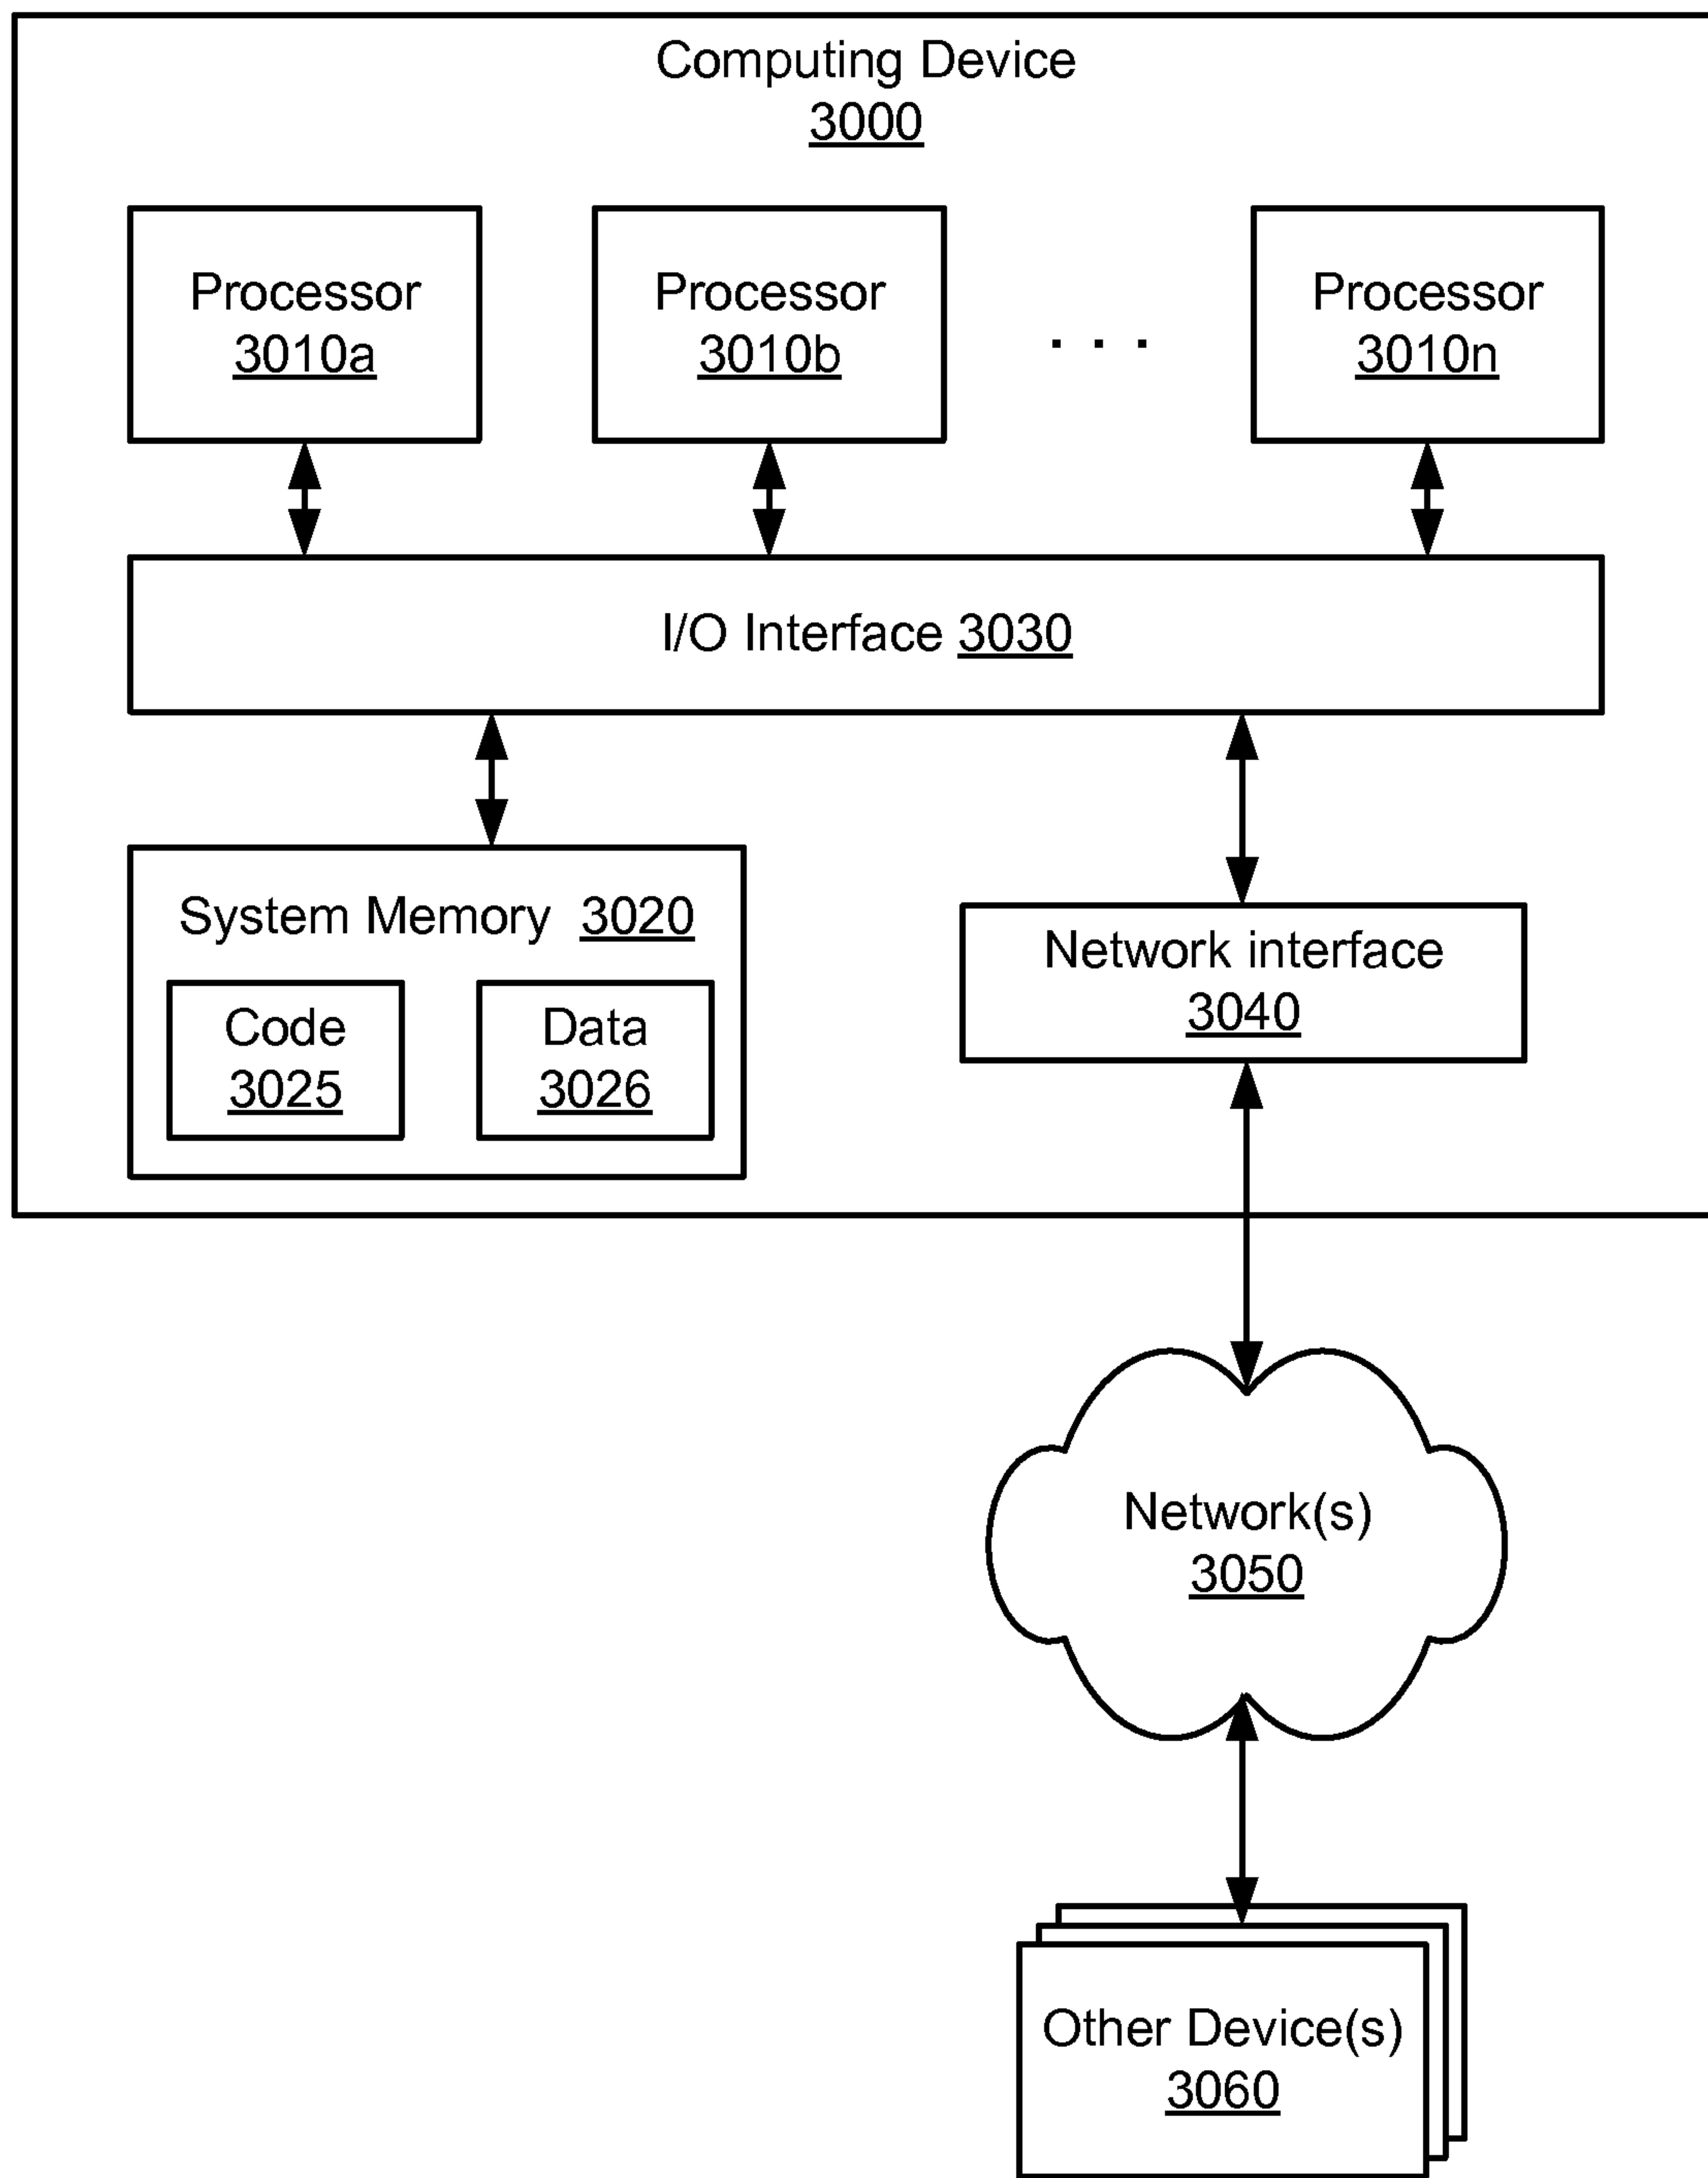 Computing Device
3000
Processor
3010a
Processor
3010b
. . .
Processor
3010n
I/O Interface 3030
System Memory 3020
Code
3025
Data
3026
Network interface
3040
Network(s)
3050
Other Device(s)
3060